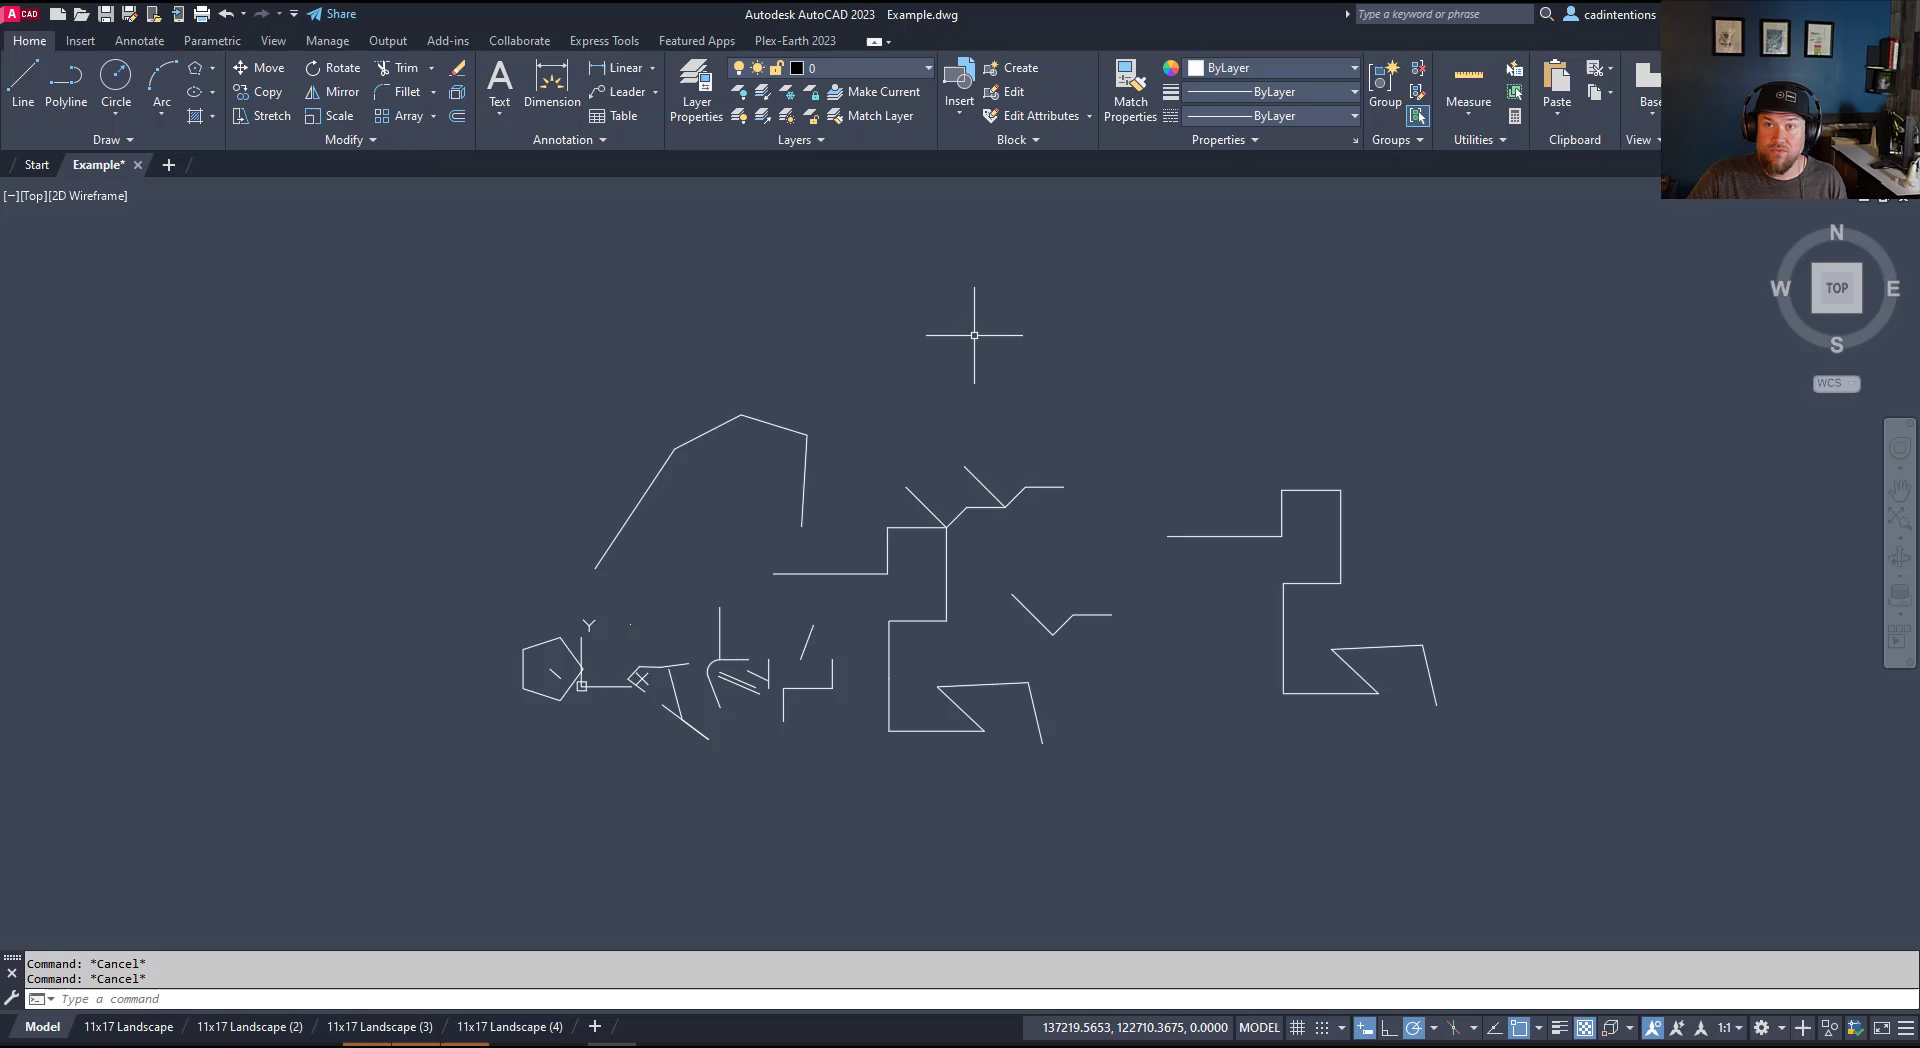 A CAD
Share
Autodesk AutoCAD 2023 Example.dwg
Type a keyword or phrase
cadintentions
Home Insert Annotate Parametric View Manage Output Add-ins Collaborate Express Tools Featured Apps Plex-Earth 2023
Line Polyline Circle Arc
Move Rotate Trim
Copy Mirror Fillet
Stretch Scale Array
Text Dimension
Linear
Leader
Table
Layer
Properties
0
Make Current
Match Layer
Insert
Create
Edit
Edit Attributes
Match
Properties
ByLayer
ByLayer
ByLayer
Group
Measure
Paste
Base
Draw Modify Annotation Layers Block Properties Groups Utilities Clipboard View
Start Example*
[−][Top][2D Wireframe]
N
W TOP E
S
WCS
Y
X
Command: *Cancel*
Command: *Cancel*
Type a command
Model 11x17 Landscape 11x17 Landscape (2) 11x17 Landscape (3) 11x17 Landscape (4)
137219.5653, 122710.3675, 0.0000 MODEL 1:1